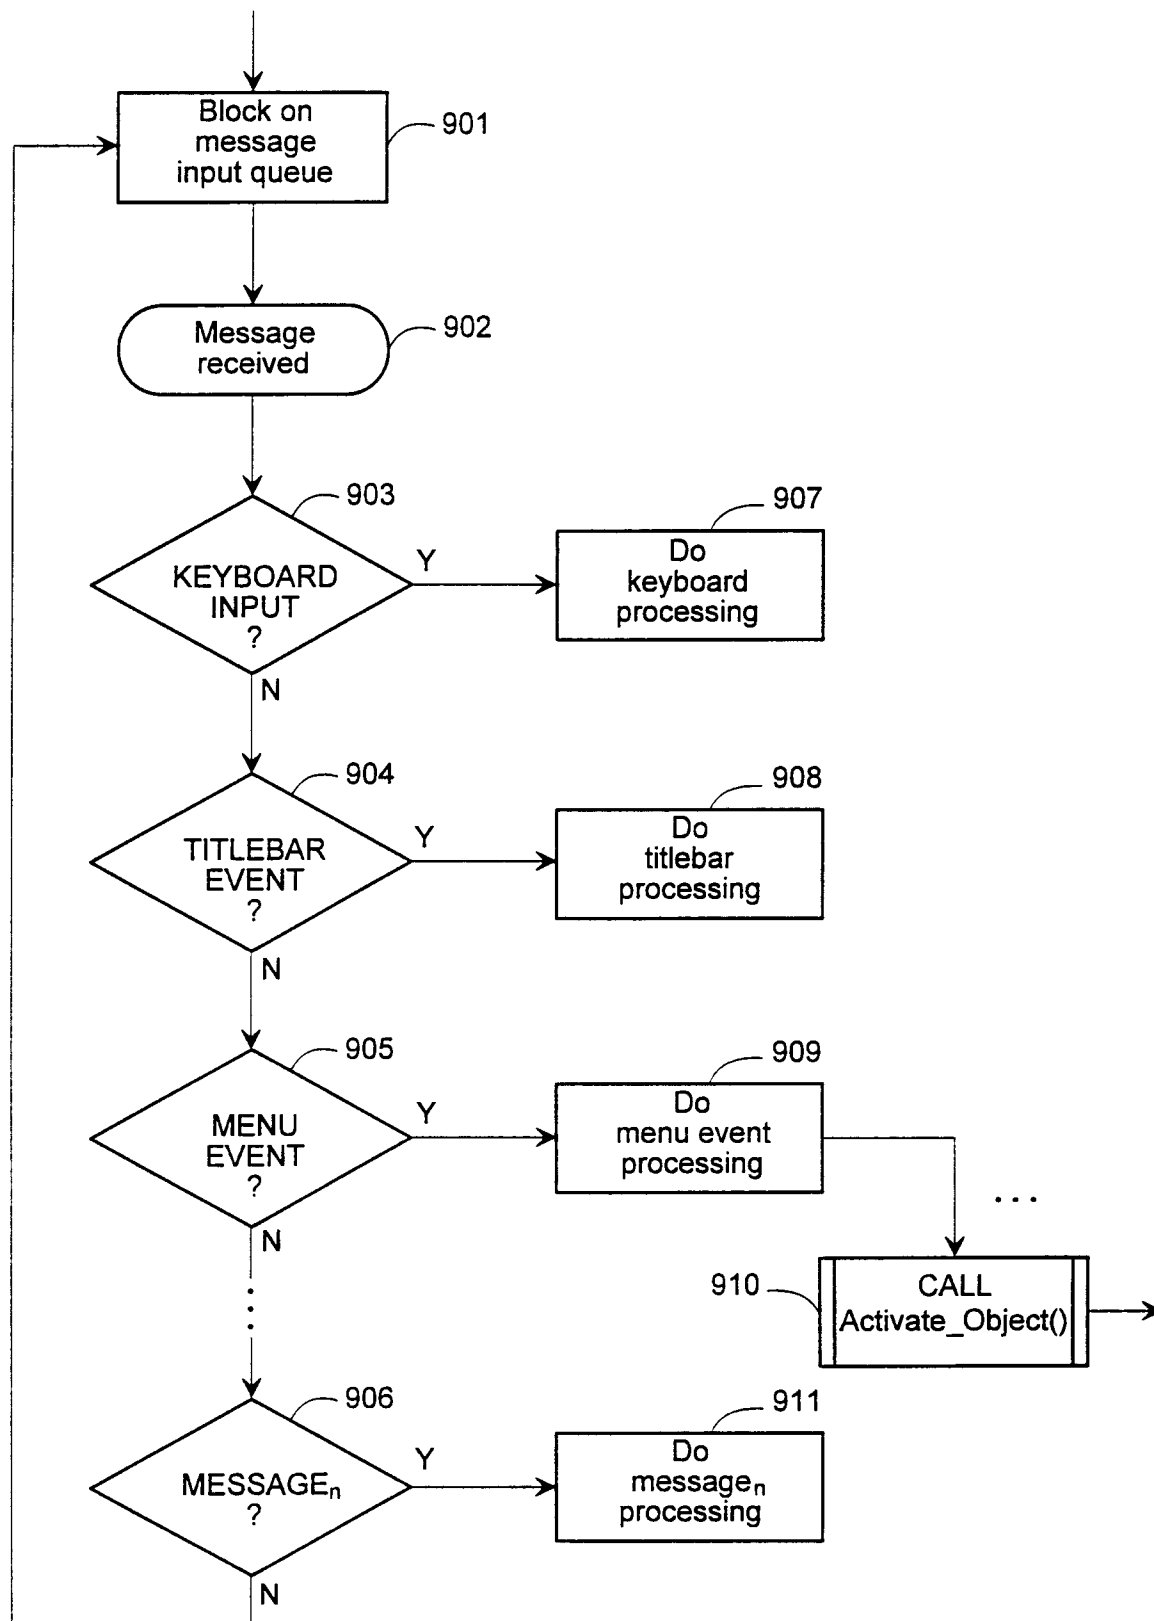 Block on
message
input queue
901
Message
received
902
903
KEYBOARD
INPUT
?
Y
N
907
Do
keyboard
processing
904
TITLEBAR
EVENT
?
Y
N
908
Do
titlebar
processing
905
MENU
EVENT
?
Y
N
909
Do
menu event
processing
...
910
CALL
Activate_Object()
906
MESSAGEn
?
Y
N
911
Do
messagen
processing